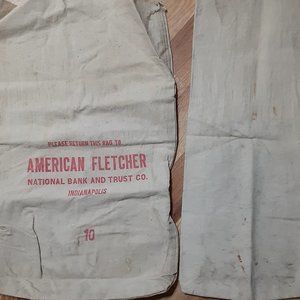 PLEASE RETURN THIS BAG TO
AMERICAN FLETCHER
NATIONAL BANK AND TRUST CO.
INDIANAPOLIS
10